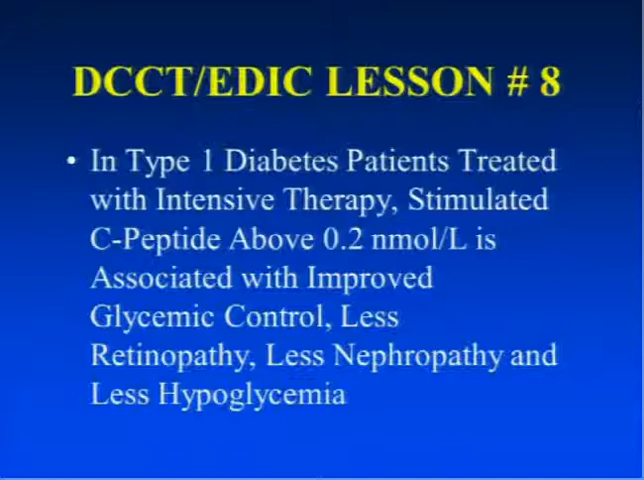 DCCT/EDIC LESSON # 8
• In Type 1 Diabetes Patients Treated
with Intensive Therapy, Stimulated
C-Peptide Above 0.2 nmol/L is
Associated with Improved
Glycemic Control, Less
Retinopathy, Less Nephropathy and
Less Hypoglycemia